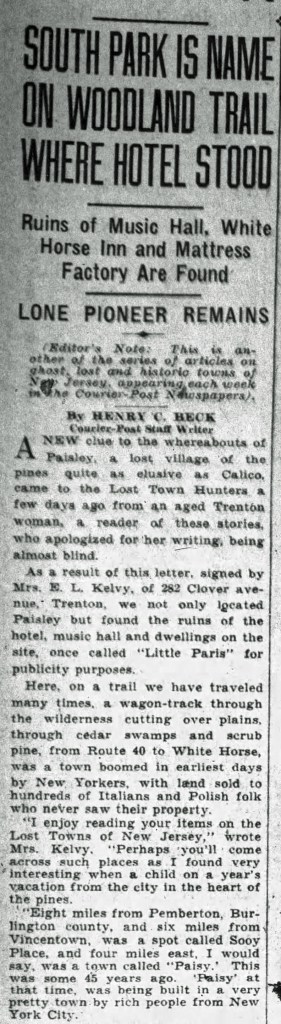 SOUTH PARK IS NAME
ON WOODLAND TRAIL
WHERE HOTEL STOOD
Ruins of Music Hall, White
Horse Inn and Mattress
Factory Are Found
LONE PIONEER REMAINS
(Editor's Note: This is an-
other of the series of articles on
ghost, lost and historic towns of
New Jersey, appearing each week
in the Courier-Post Newspapers).
By HENRY C. BECK
Courier-Post Staff Writer
A NEW clue to the whereabouts of
Paisley, a lost village of the
pines quite as elusive as Calico,
came to the Lost Town Hunters a
few days ago from an aged Trenton
woman, a reader of these stories,
who apologized for her writing, being
almost blind.
As a result of this letter, signed by
Mrs. E. L. Kelvy, of 282 Clover ave-
nue, Trenton, we not only located
Paisley but found the ruins of the
hotel, music hall and dwellings on the
site, once called "Little Paris" for
publicity purposes.
Here, on a trail we have traveled
many times, a wagon-track through
the wilderness cutting over plains,
through cedar swamps and scrub
pine, from Route 40 to White Horse,
was a town boomed in earliest days
by New Yorkers, with land sold to
hundreds of Italians and Polish folk
who never saw their property.
"I enjoy reading your items on the
Lost Towns of New Jersey," wrote
Mrs. Kelvy. "Perhaps you'll come
across such places as I found very
interesting when a child on a year's
vacation from the city in the heart of
the pines.
"Eight miles from Pemberton, Bur-
lington county, and six miles from
Vincentown, was a spot called Sooy
Place, and four miles east, I would
say, was a town called "Paisy.' This
was some 45 years ago. 'Paisy' at
that time, was being built in a very
pretty town by rich people from New
York City.